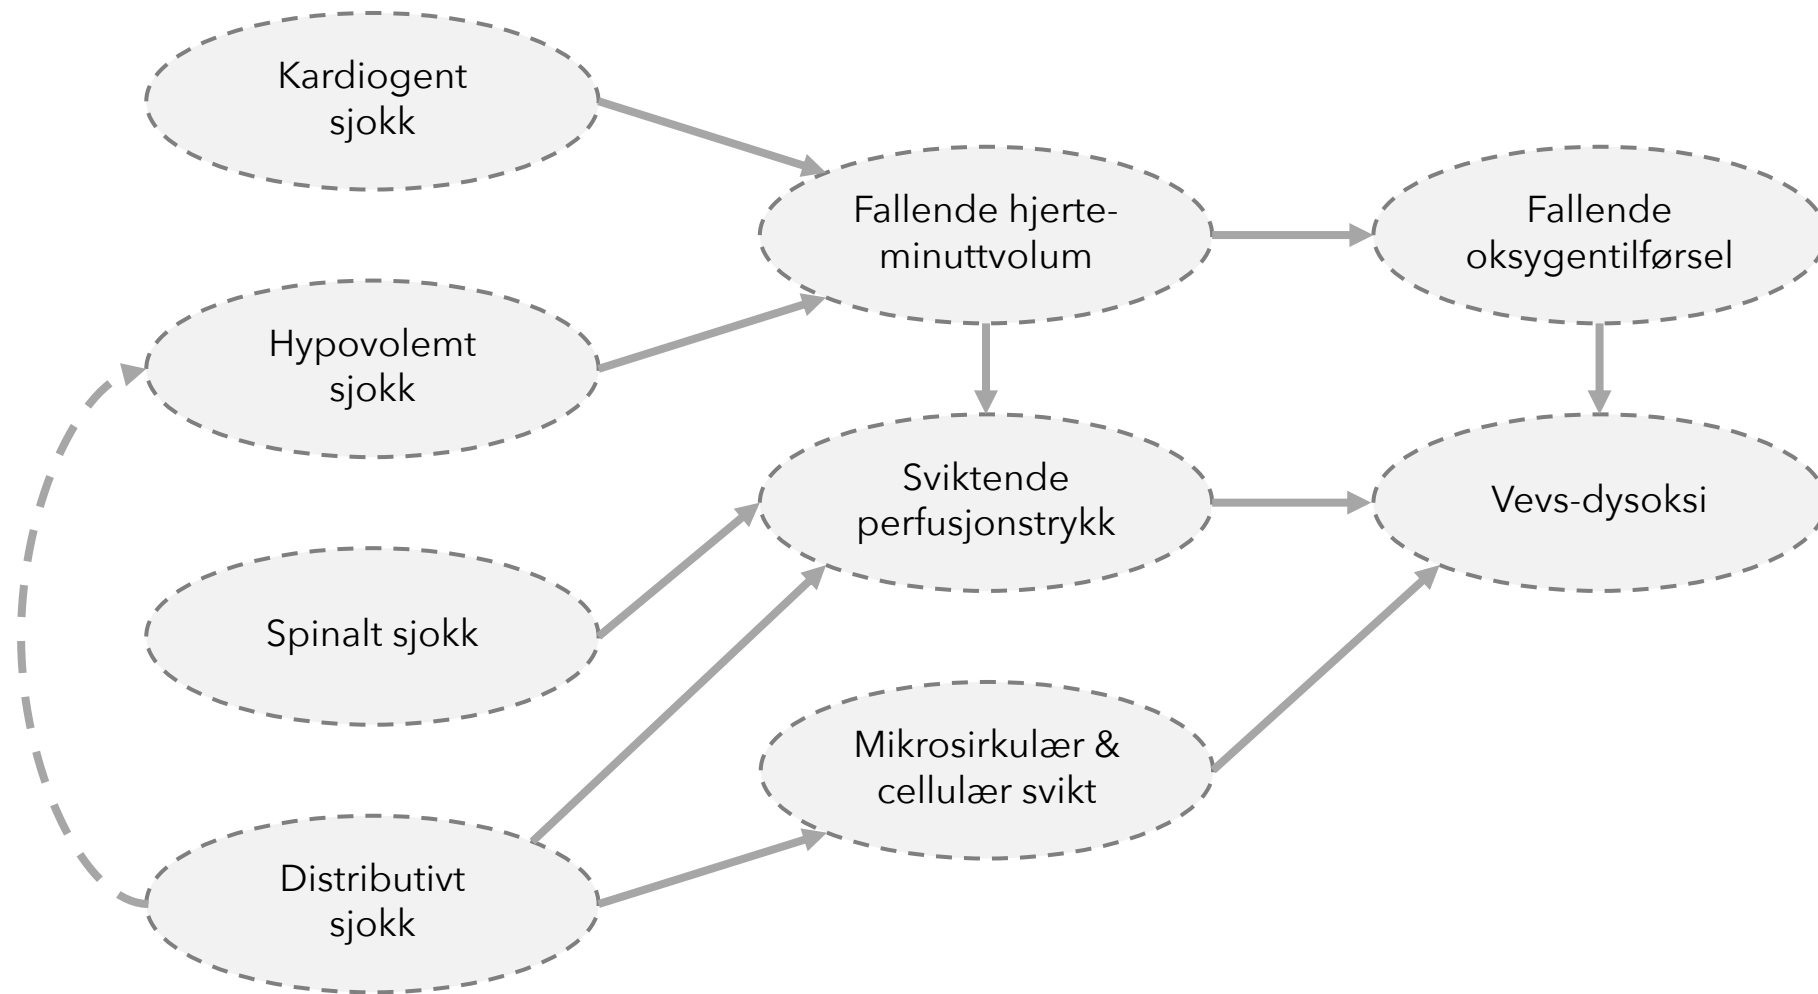 Kardiogent
sjokk
Fallende hjerte-
minuttvolum
Fallende
oksygentilførsel
Hypovolemt
sjokk
Sviktende
perfusjonstrykk
Vevs-dysoksi
Spinalt sjokk
Mikrosirkulær &
cellulær svikt
Distributivt
sjokk